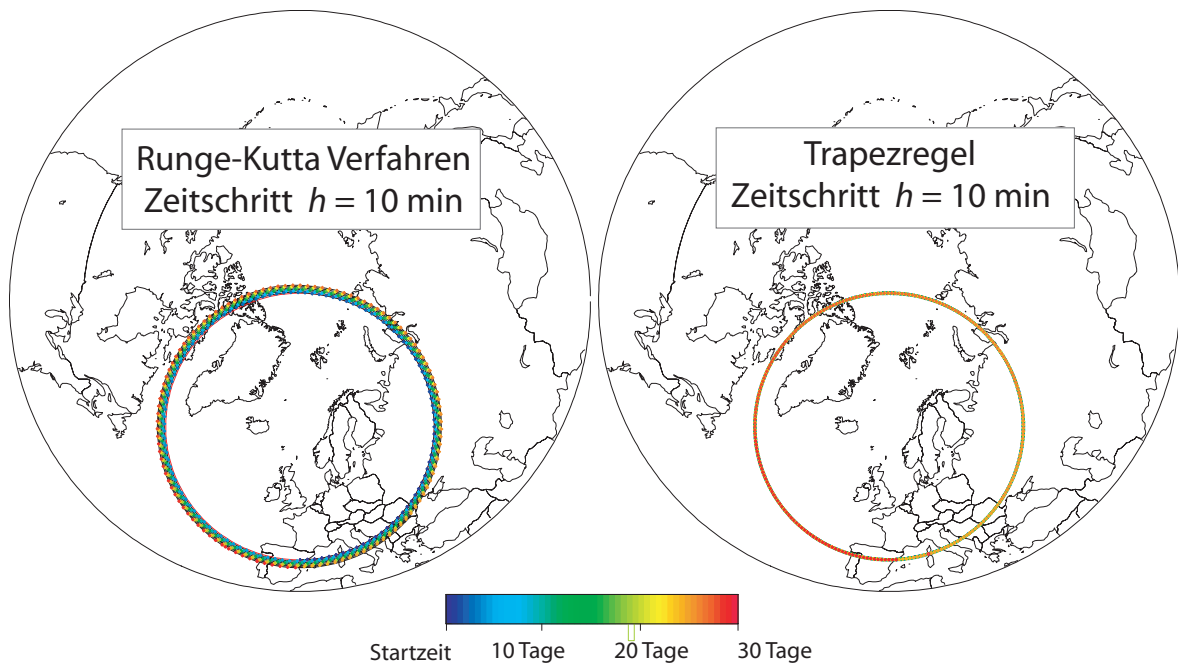 Runge-Kutta Verfahren
Zeitschritt h = 10 min
Trapezregel
Zeitschritt h = 10 min
Startzeit 10 Tage 20 Tage 30 Tage